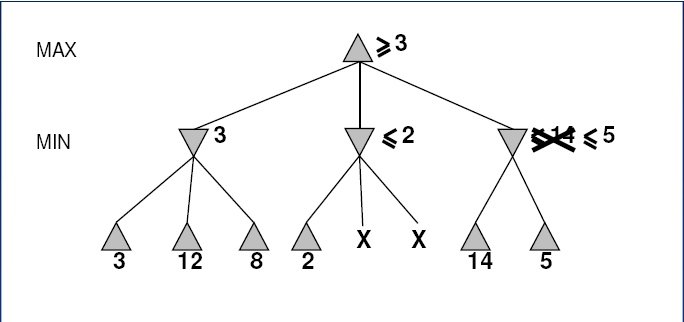 MAX ⩾ 3
MIN 3 ⩽ 2 ⩽ 14 ⩽ 5
X X
3 12 8 2 14 5